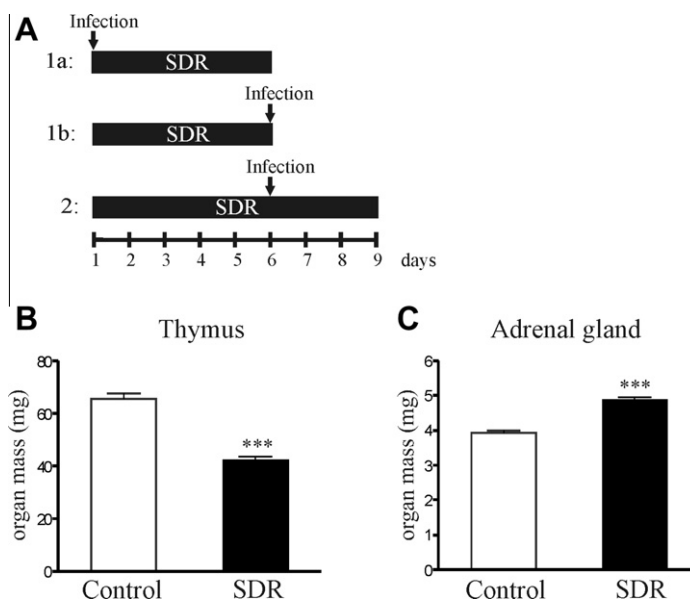 A
Infection
1a: SDR
Infection
1b: SDR
Infection
2: SDR
1 2 3 4 5 6 7 8 9 days
B
Thymus
organ mass (mg)
80
60
40
20
0
***
Control SDR
C
Adrenal gland
organ mass (mg)
6
5
4
3
2
1
0
***
Control SDR